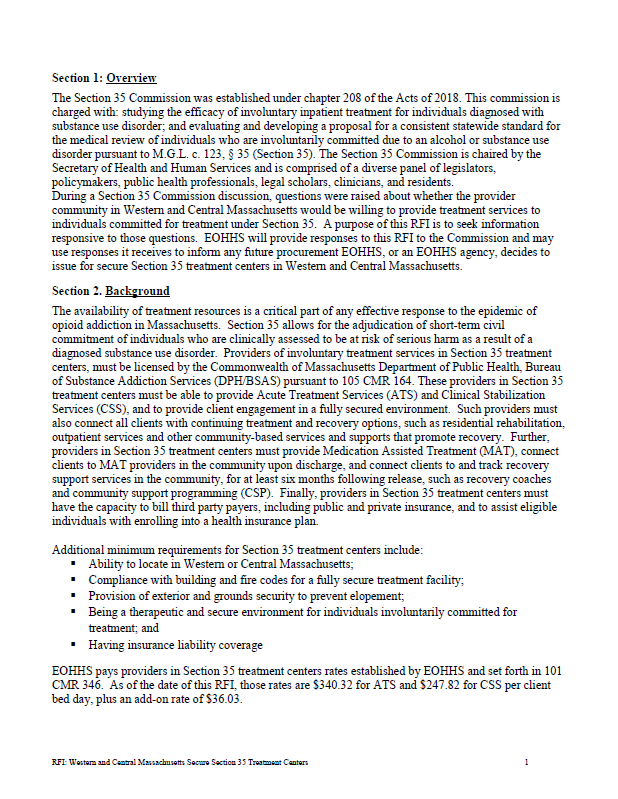 Section 1: Overview
The Section 35 Commission was established under chapter 208 of the Acts of 2018. This commission is
charged with: studying the efficacy of involuntary inpatient treatment for individuals diagnosed with
substance use disorder; and evaluating and developing a proposal for a consistent statewide standard for
the medical review of individuals who are involuntarily committed due to an alcohol or substance use
disorder pursuant to M.G.L. c. 123, § 35 (Section 35). The Section 35 Commission is chaired by the
Secretary of Health and Human Services and is comprised of a diverse panel of legislators,
policymakers, public health professionals, legal scholars, clinicians, and residents.
During a Section 35 Commission discussion, questions were raised about whether the provider
community in Western and Central Massachusetts would be willing to provide treatment services to
individuals committed for treatment under Section 35. A purpose of this RFI is to seek information
responsive to those questions. EOHHS will provide responses to this RFI to the Commission and may
use responses it receives to inform any future procurement EOHHS, or an EOHHS agency, decides to
issue for secure Section 35 treatment centers in Western and Central Massachusetts.
Section 2. Background
The availability of treatment resources is a critical part of any effective response to the epidemic of
opioid addiction in Massachusetts. Section 35 allows for the adjudication of short-term civil
commitment of individuals who are clinically assessed to be at risk of serious harm as a result of a
diagnosed substance use disorder. Providers of involuntary treatment services in Section 35 treatment
centers, must be licensed by the Commonwealth of Massachusetts Department of Public Health, Bureau
of Substance Addiction Services (DPH/BSAS) pursuant to 105 CMR 164. These providers in Section 35
treatment centers must be able to provide Acute Treatment Services (ATS) and Clinical Stabilization
Services (CSS), and to provide client engagement in a fully secured environment. Such providers must
also connect all clients with continuing treatment and recovery options, such as residential rehabilitation,
outpatient services and other community-based services and supports that promote recovery. Further,
providers in Section 35 treatment centers must provide Medication Assisted Treatment (MAT), connect
clients to MAT providers in the community upon discharge, and connect clients to and track recovery
support services in the community, for at least six months following release, such as recovery coaches
and community support programming (CSP). Finally, providers in Section 35 treatment centers must
have the capacity to bill third party payers, including public and private insurance, and to assist eligible
individuals with enrolling into a health insurance plan.
Additional minimum requirements for Section 35 treatment centers include:
▪ Ability to locate in Western or Central Massachusetts;
▪ Compliance with building and fire codes for a fully secure treatment facility;
▪ Provision of exterior and grounds security to prevent elopement;
▪ Being a therapeutic and secure environment for individuals involuntarily committed for
treatment; and
▪ Having insurance liability coverage
EOHHS pays providers in Section 35 treatment centers rates established by EOHHS and set forth in 101
CMR 346. As of the date of this RFI, those rates are $340.32 for ATS and $247.82 for CSS per client
bed day, plus an add-on rate of $36.03.
RFI: Western and Central Massachusetts Secure Section 35 Treatment Centers 1